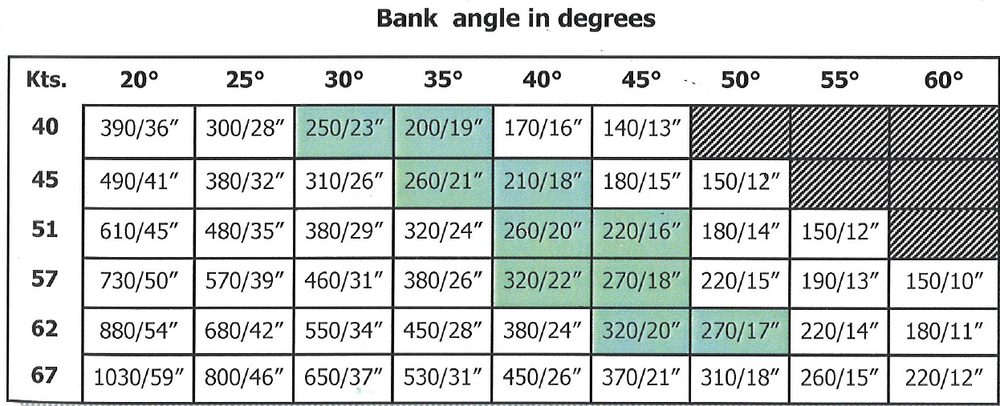 Bank angle in degrees
Kts. 20° 25° 30° 35° 40° 45° 50° 55° 60°
40 390/36″ 300/28″ 250/23″ 200/19″ 170/16″ 140/13″
45 490/41″ 380/32″ 310/26″ 260/21″ 210/18″ 180/15″ 150/12″
51 610/45″ 480/35″ 380/29″ 320/24″ 260/20″ 220/16″ 180/14″ 150/12″
57 730/50″ 570/39″ 460/31″ 380/26″ 320/22″ 270/18″ 220/15″ 190/13″ 150/10″
62 880/54″ 680/42″ 550/34″ 450/28″ 380/24″ 320/20″ 270/17″ 220/14″ 180/11″
67 1030/59″ 800/46″ 650/37″ 530/31″ 450/26″ 370/21″ 310/18″ 260/15″ 220/12″